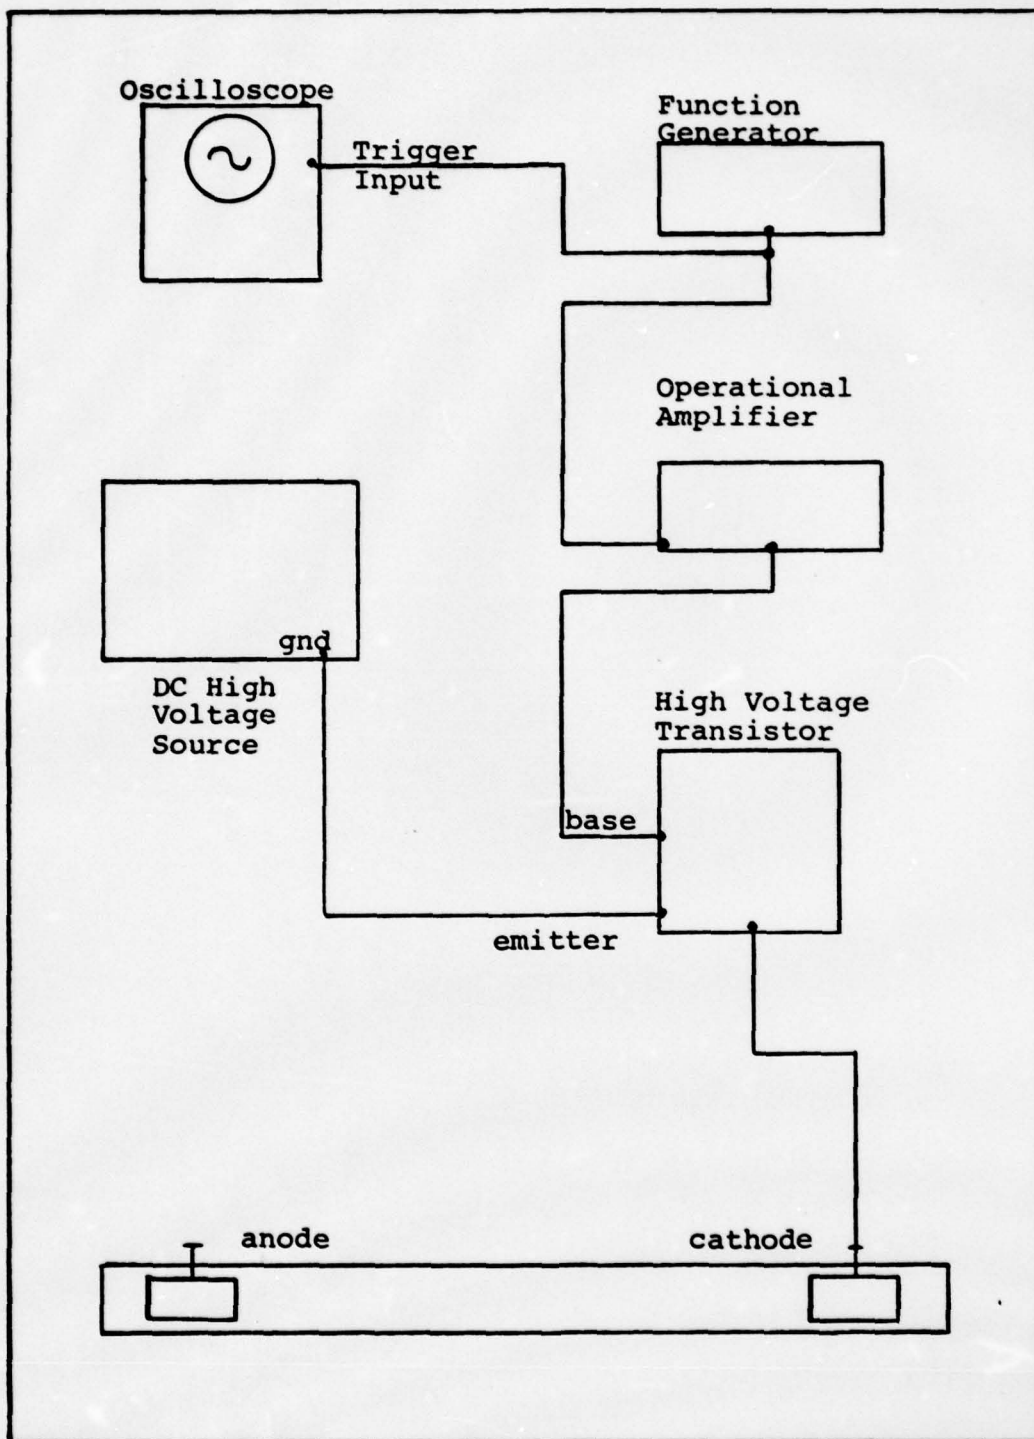 Oscilloscope
Trigger
Input
Function
Generator
Operational
Amplifier
gnd
DC High
Voltage
Source
High Voltage
Transistor
base
emitter
anode
cathode